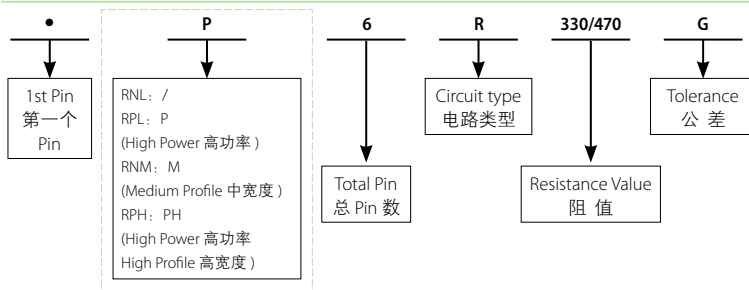 • P 6 R 330/470 G
1st Pin
第一个
Pin
RNL：/
RPL：P
(High Power 高功率 )
RNM：M
(Medium Profile 中宽度 )
RPH：PH
(High Power 高功率
High Profile 高宽度 )
Total Pin
总 Pin 数
Circuit type
电路类型
Resistance Value
阻 值
Tolerance
公 差